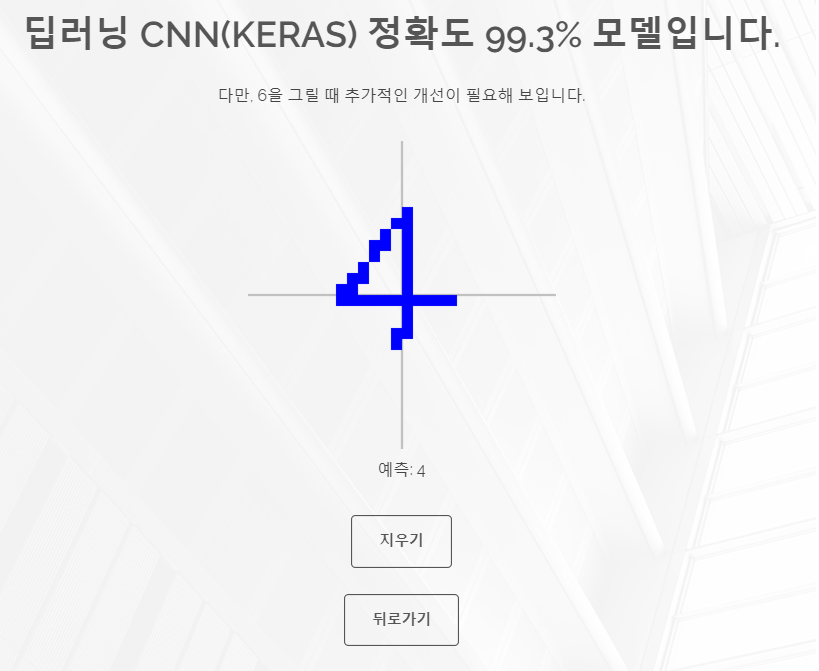 딥러닝 CNN(KERAS) 정확도 99.3% 모델입니다.
다만, 6을 그릴 때 추가적인 개선이 필요해 보입니다.
4
예측: 4
지우기
뒤로가기